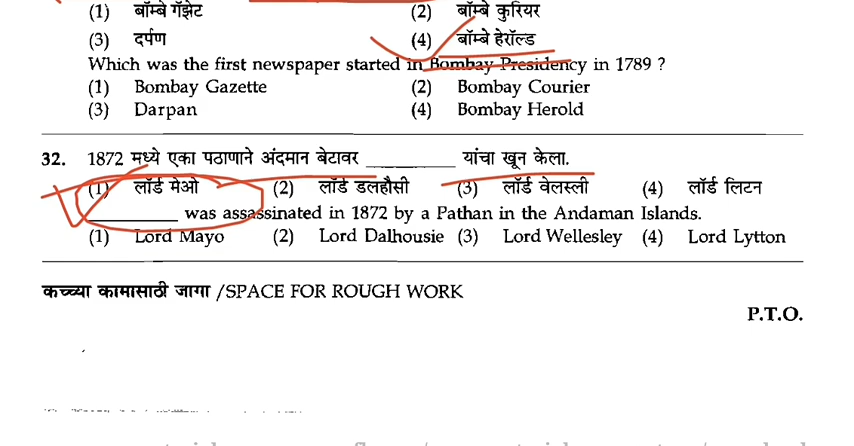 (1) बॉम्बे गॅझेट (2) बॉम्बे कुरियर
(3) दर्पण (4) बॉम्बे हेरॉल्ड
Which was the first newspaper started in Bombay Presidency in 1789 ?
(1) Bombay Gazette (2) Bombay Courier
(3) Darpan (4) Bombay Herold
32. 1872 मध्ये एका पठाणाने अंदमान बेटावर __________ यांचा खून केला.
(1) लॉर्ड मेओ (2) लॉर्ड डलहौसी (3) लॉर्ड वेलस्ली (4) लॉर्ड लिटन
__________ was assassinated in 1872 by a Pathan in the Andaman Islands.
(1) Lord Mayo (2) Lord Dalhousie (3) Lord Wellesley (4) Lord Lytton
कच्च्या कामासाठी जागा /SPACE FOR ROUGH WORK
P.T.O.